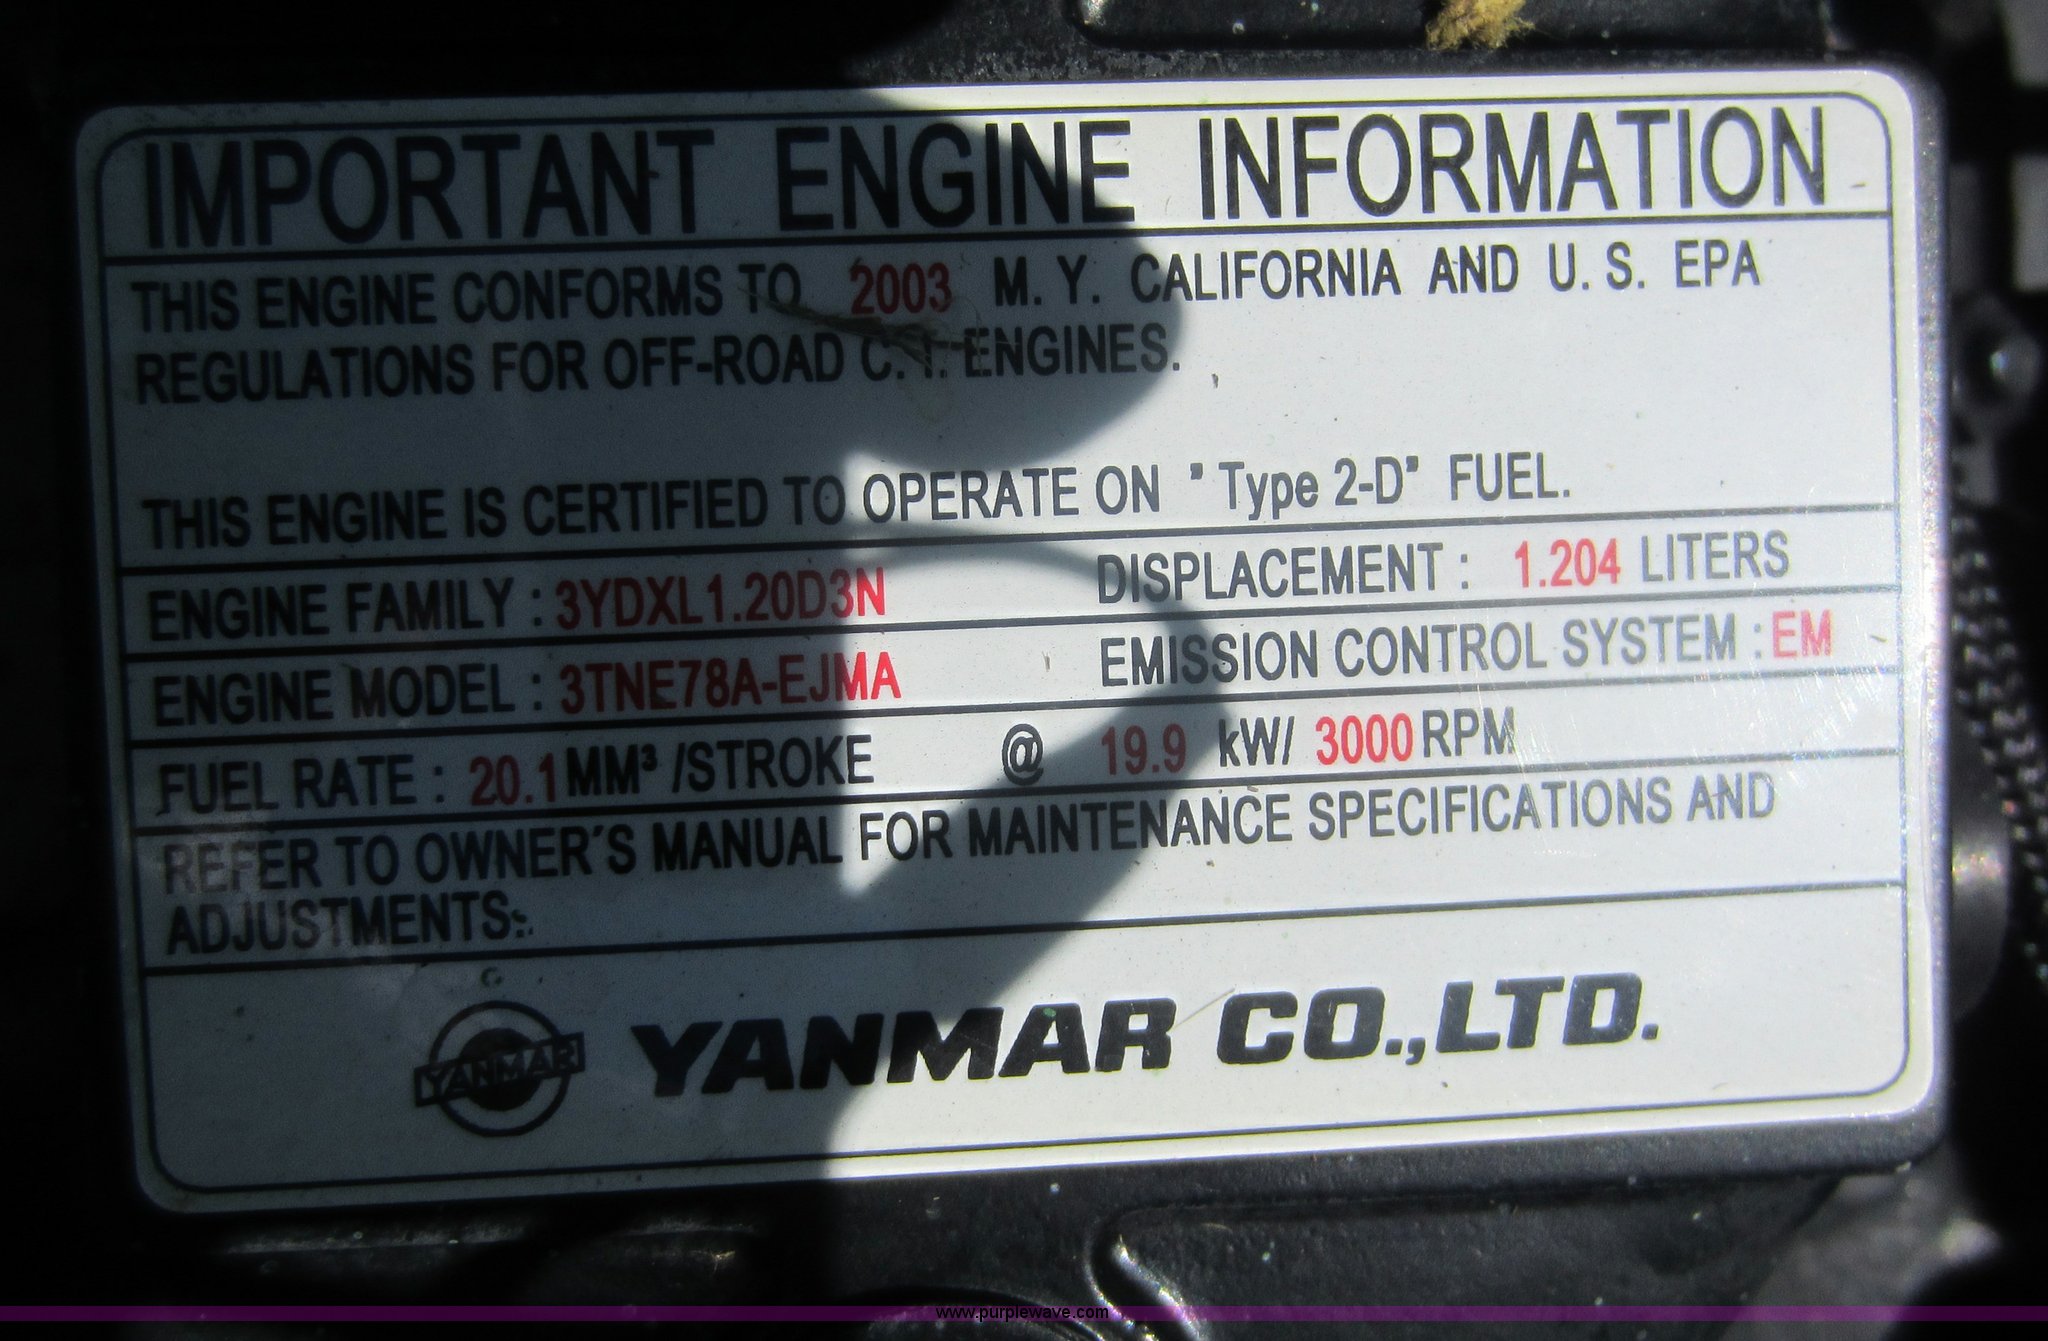 IMPORTANT ENGINE INFORMATION
THIS ENGINE CONFORMS TO 2003 M.Y. CALIFORNIA AND U.S. EPA
REGULATIONS FOR OFF-ROAD C.I. ENGINES.
THIS ENGINE IS CERTIFIED TO OPERATE ON "Type 2-D" FUEL.
ENGINE FAMILY : 3YDXL1.20D3N DISPLACEMENT : 1.204 LITERS
ENGINE MODEL : 3TNE78A-EJMA EMISSION CONTROL SYSTEM : EM
FUEL RATE : 20.1 MM³ /STROKE @ 19.9 kW/ 3000 RPM
REFER TO OWNER'S MANUAL FOR MAINTENANCE SPECIFICATIONS AND
ADJUSTMENTS.
YANMAR YANMAR CO.,LTD.
www.purplewave.com